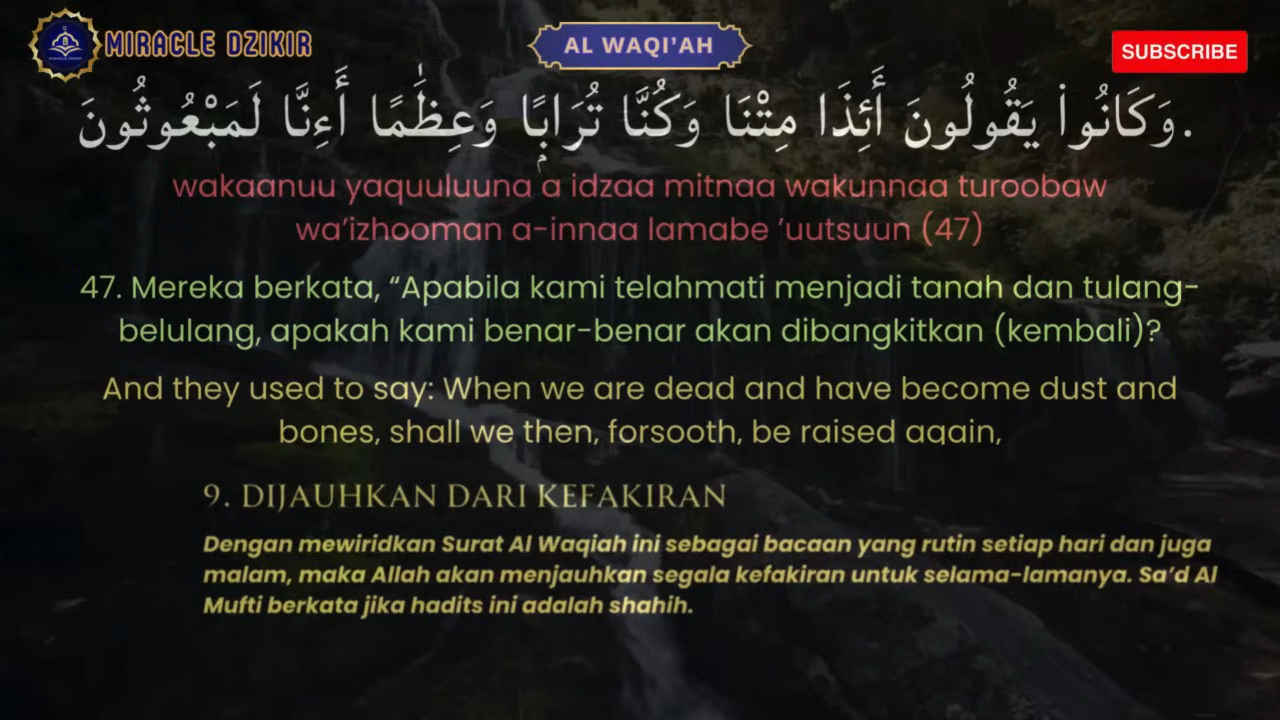 MIRACLE DZIKIR
AL WAQI'AH
SUBSCRIBE
وَكَانُوا۟ يَقُولُونَ أَئِذَا مِتْنَا وَكُنَّا تُرَابًۭا وَعِظَٰمًا أَءِنَّا لَمَبْعُوثُونَ.
wakaanuu yaquuluuna a idzaa mitnaa wakunnaa turoobaw
wa'izhooman a-innaa lamabe 'uutsuun (47)
47. Mereka berkata, “Apabila kami telahmati menjadi tanah dan tulang-
belulang, apakah kami benar-benar akan dibangkitkan (kembali)?
And they used to say: When we are dead and have become dust and
bones, shall we then, forsooth, be raised again,
9. DIJAUHKAN DARI KEFAKIRAN
Dengan mewiridkan Surat Al Waqiah ini sebagai bacaan yang rutin setiap hari dan juga
malam, maka Allah akan menjauhkan segala kefakiran untuk selama-lamanya. Sa'd Al
Mufti berkata jika hadits ini adalah shahih.